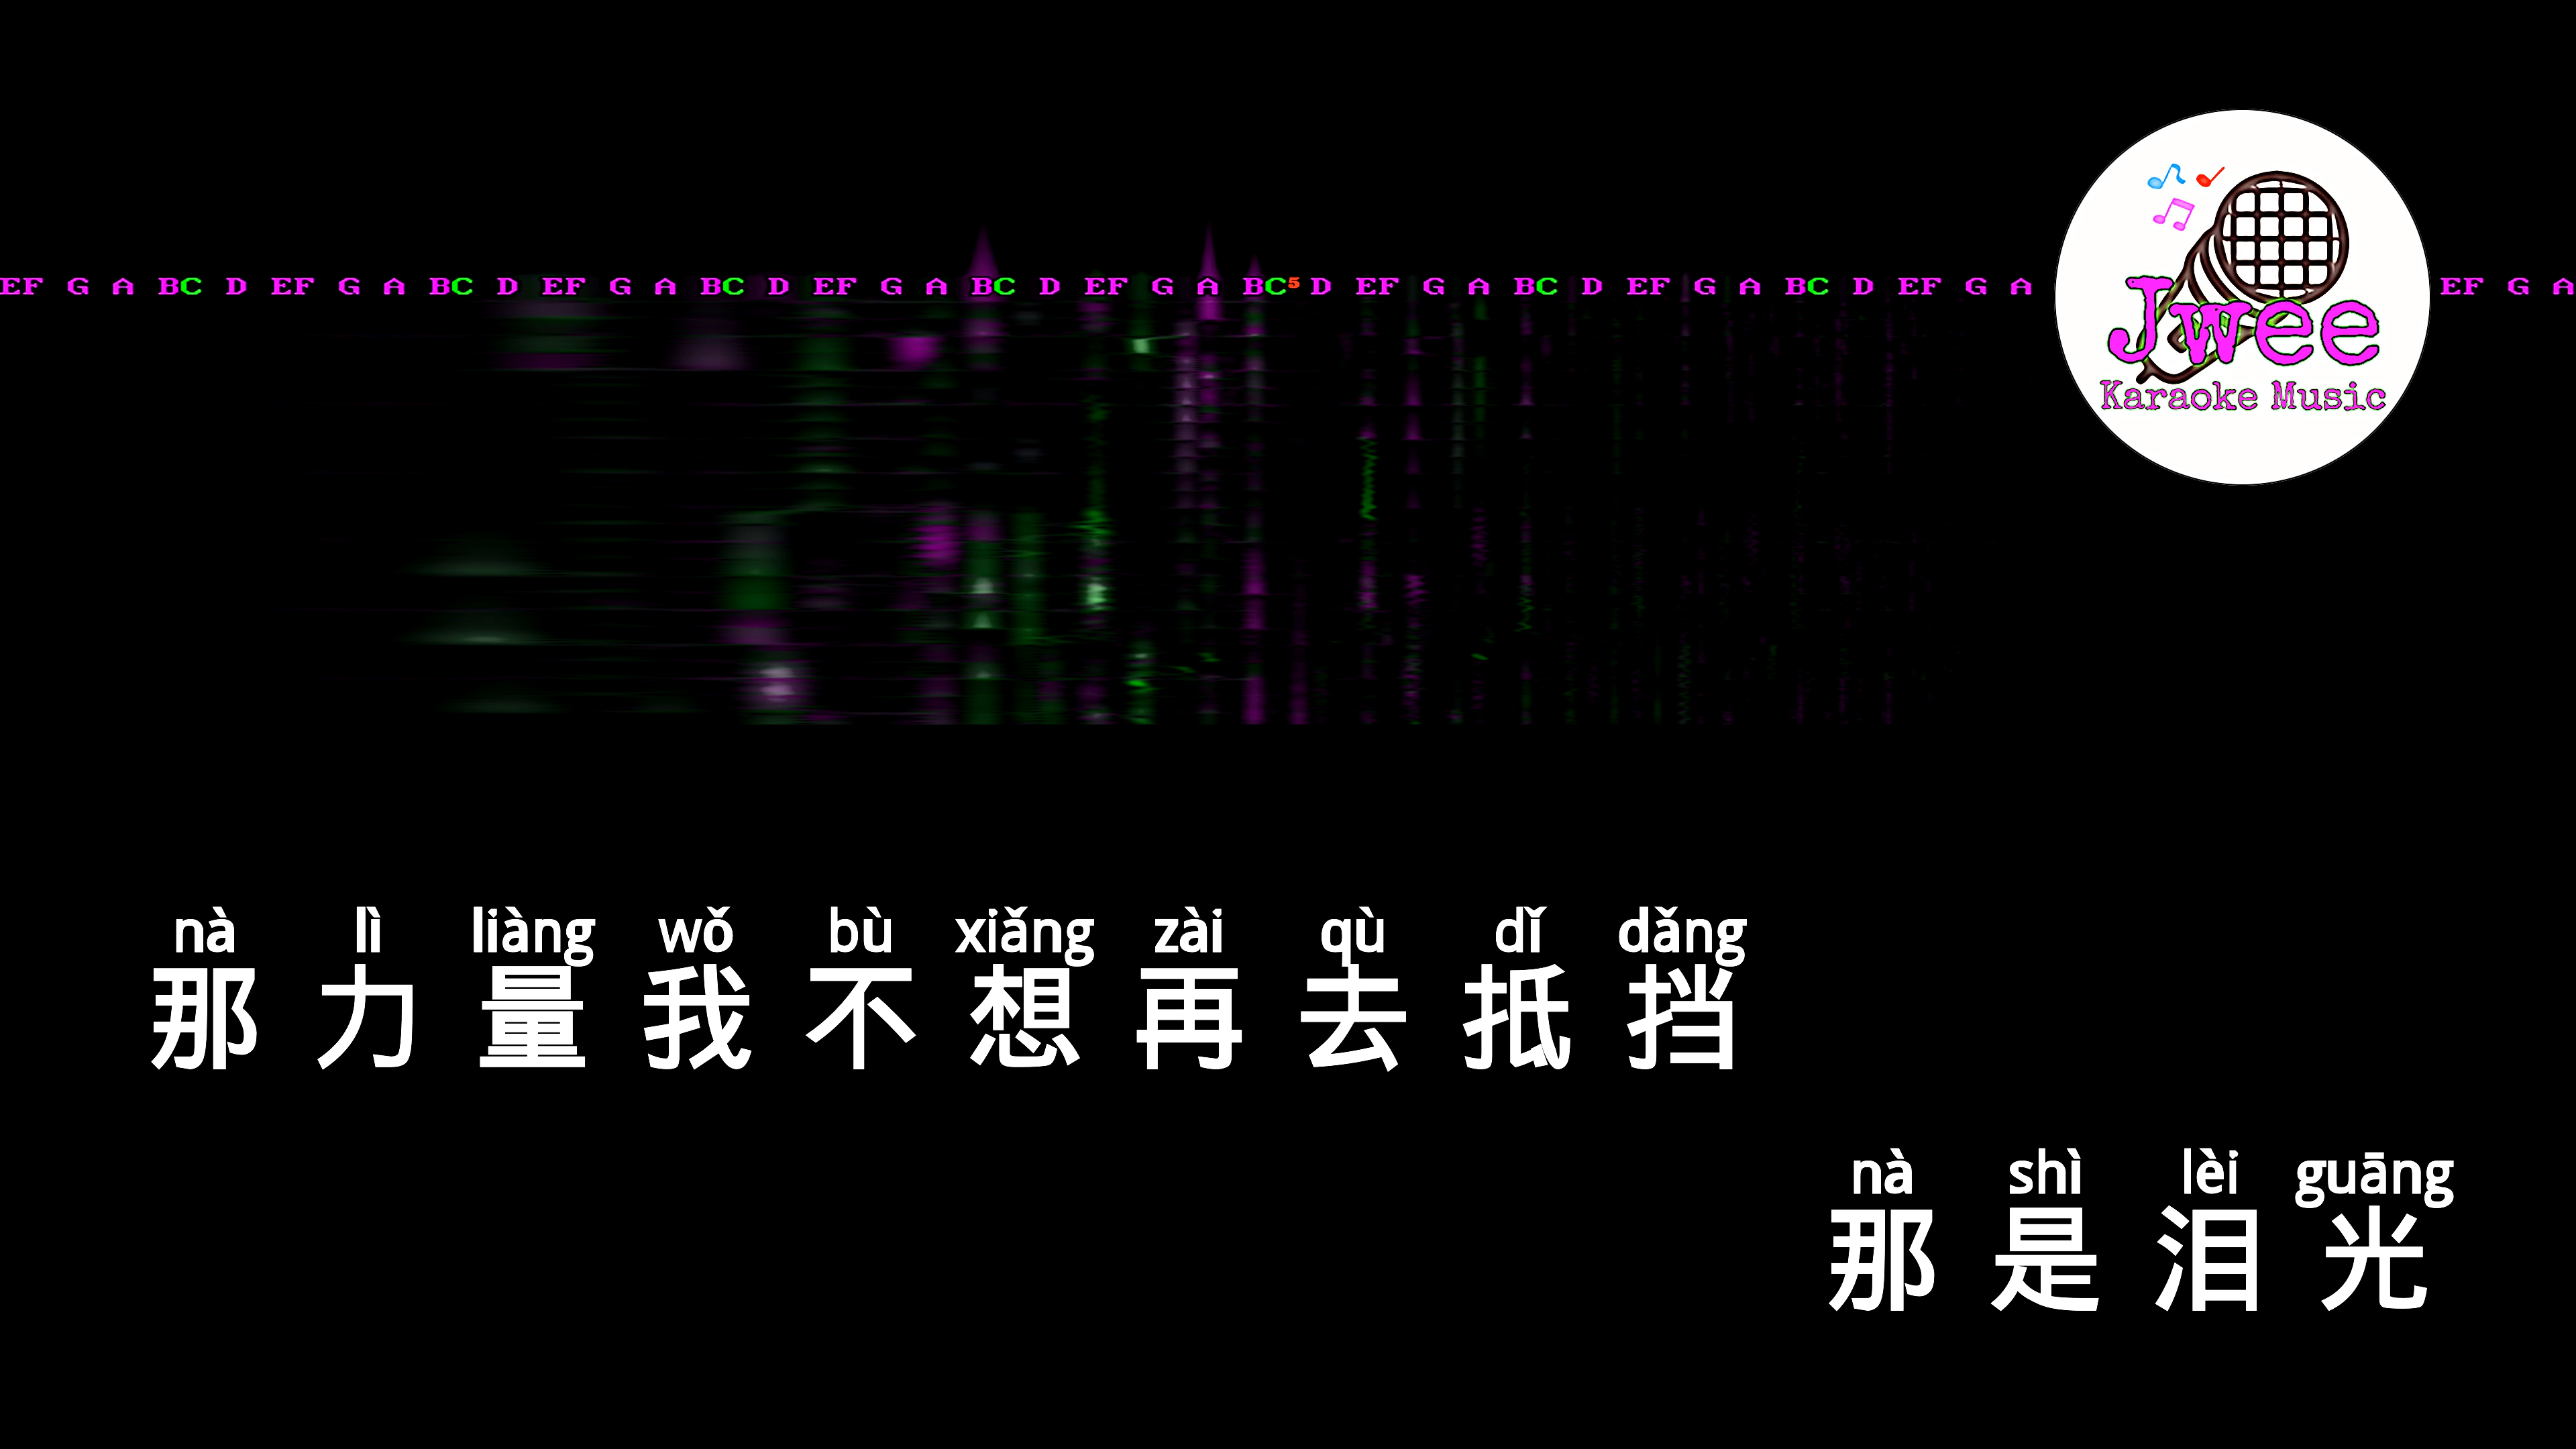 EF G A BC D EF G A BC D EF G A BC D EF G A BC D EF G A BC5 D EF G A BC D EF G A BC D EF G A EF G A
Jwee
Karaoke Music
nà lì liàng wǒ bù xiǎng zài qù dǐ dǎng
那 力 量 我 不 想 再 去 抵 挡
nà shì lèi guāng
那 是 泪 光